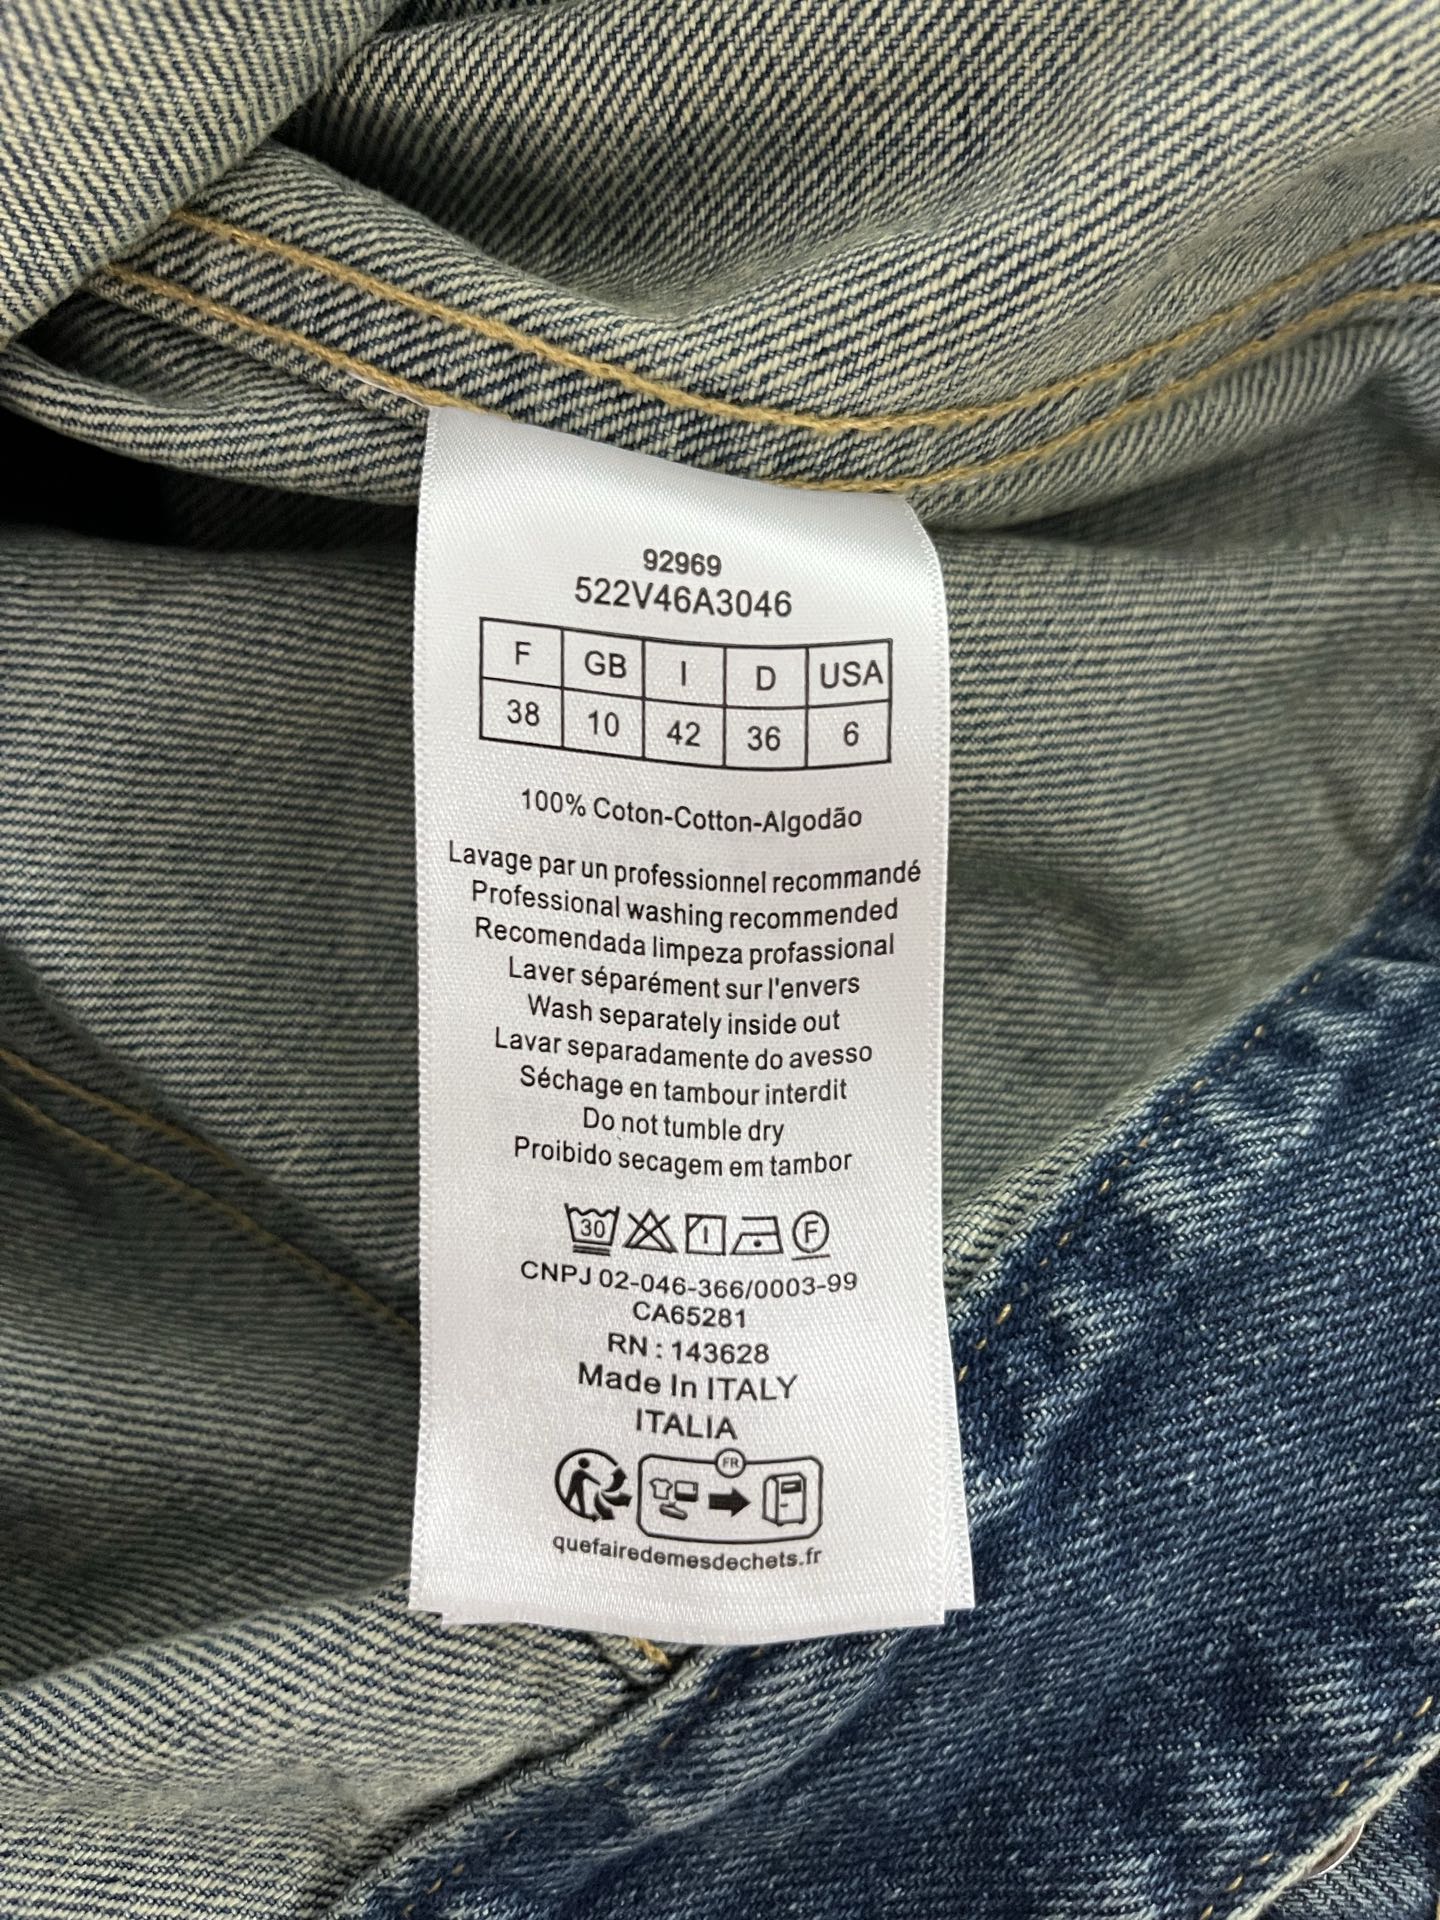 92969
522V46A3046
F GB I D USA
38 10 42 36 6
100% Coton-Cotton-Algodão
Lavage par un professionnel recommandé
Professional washing recommended
Recomendada limpeza profassional
Laver séparément sur l'envers
Wash separately inside out
Lavar separadamente do avesso
Séchage en tambour interdit
Do not tumble dry
Proibido secagem em tambor
30 F
CNPJ 02-046-366/0003-99
CA65281
RN : 143628
Made In ITALY
ITALIA
FR
quefairedemesdechets.fr